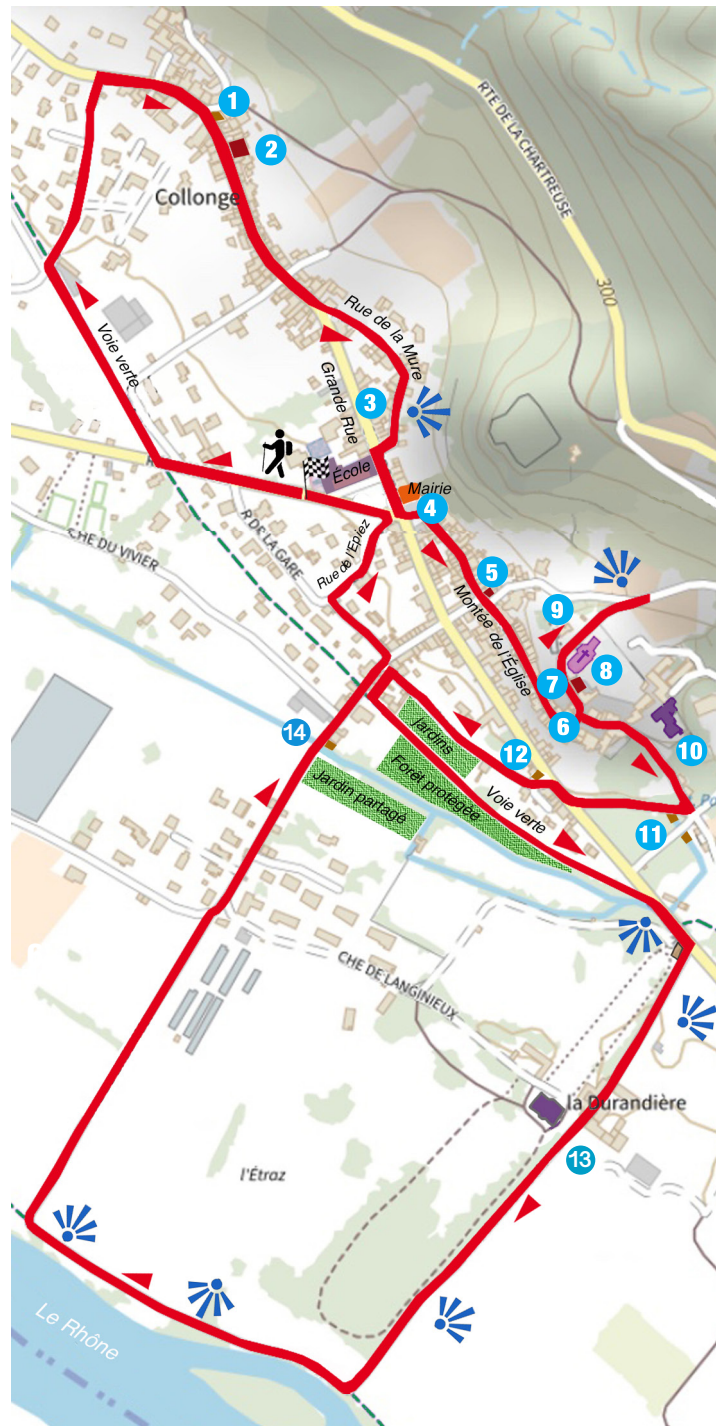 RTE DE LA CHARTREUSE
1
2
Collonge
300
Rue de la Mure
Voie verte
Grande Rue
3
École
Mairie
4
R DE LA GARE
Rue de l'Epiez
CHE DU VIVIER
5
Montée de l'Église
9
8
7
6
10
14
12
Jardins
Forêt protégée
Voie verte
Jardin partagé
11
CHE DE LANGINIEUX
la Durandière
13
l'Étraz
Le Rhône